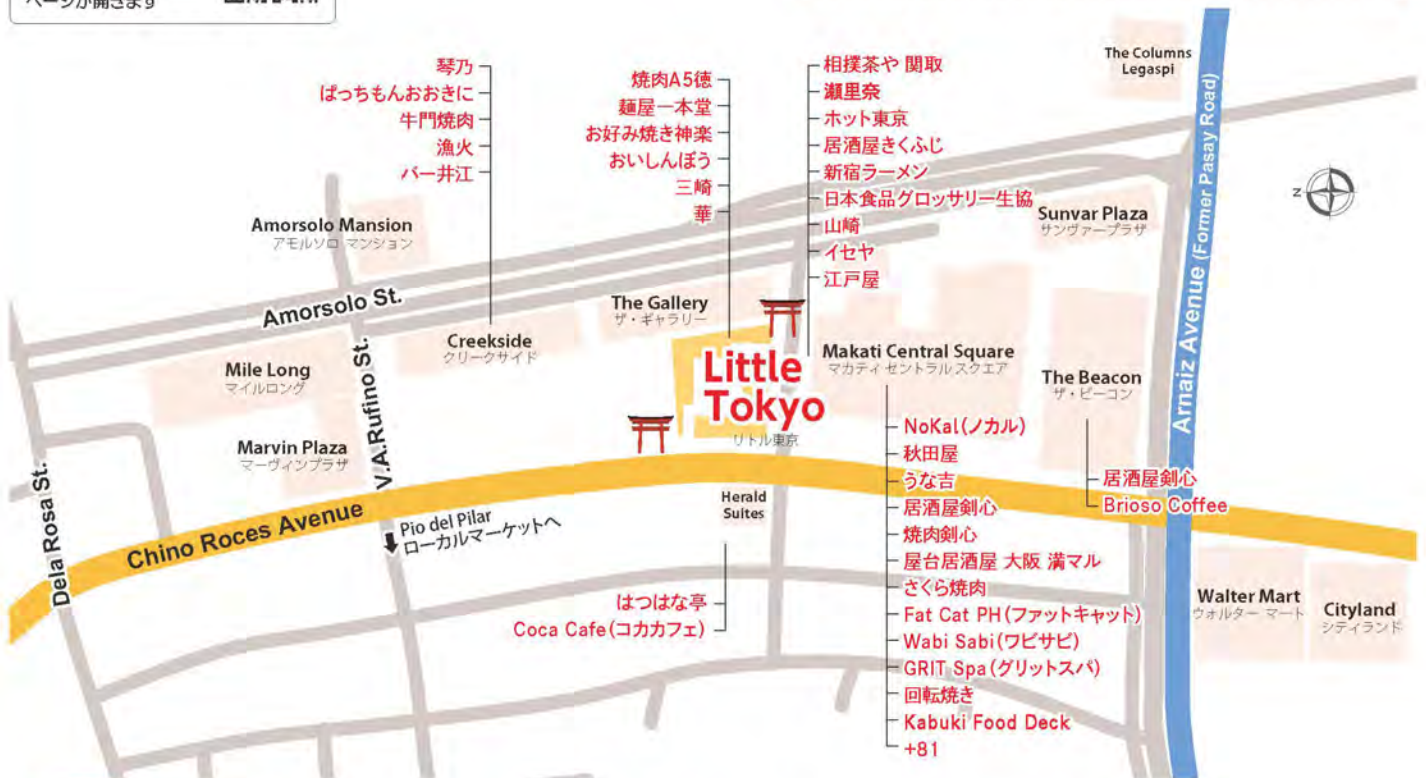 ページが開きます
琴乃
ぱっちもんおおきに
牛門焼肉
漁火
バー井江
焼肉A5徳
麺屋一本堂
お好み焼き神楽
おいしんぼう
三崎
華
相撲茶や 関取
瀬里奈
ホット東京
居酒屋きくふじ
新宿ラーメン
日本食品グロッサリー生協
山崎
イセヤ
江戸屋
The Columns
Legaspi
Arnaiz Avenue (Former Pasay Road)
N
Sunvar Plaza
サンヴァープラザ
Amorsolo Mansion
アモルソロ マンション
Amorsolo St.
The Gallery
ザ・ギャラリー
Creekside
クリークサイド
Mile Long
マイルロング
V.A.Rufino St.
Little
Tokyo
リトル東京
Makati Central Square
マカティ セントラル スクエア
The Beacon
ザ・ビーコン
Marvin Plaza
マーヴィンプラザ
Dela Rosa St.
Chino Roces Avenue
Pio del Pilar
ローカルマーケットへ
Herald
Suites
はつはな亭
Coca Cafe(コカカフェ)
NoKal(ノカル)
秋田屋
うな吉
居酒屋剣心
焼肉剣心
屋台居酒屋 大阪 満マル
さくら焼肉
Fat Cat PH(ファットキャット)
Wabi Sabi(ワビサビ)
GRIT Spa(グリットスパ)
回転焼き
Kabuki Food Deck
+81
居酒屋剣心
Brioso Coffee
Walter Mart
ウォルター マート
Cityland
シティランド